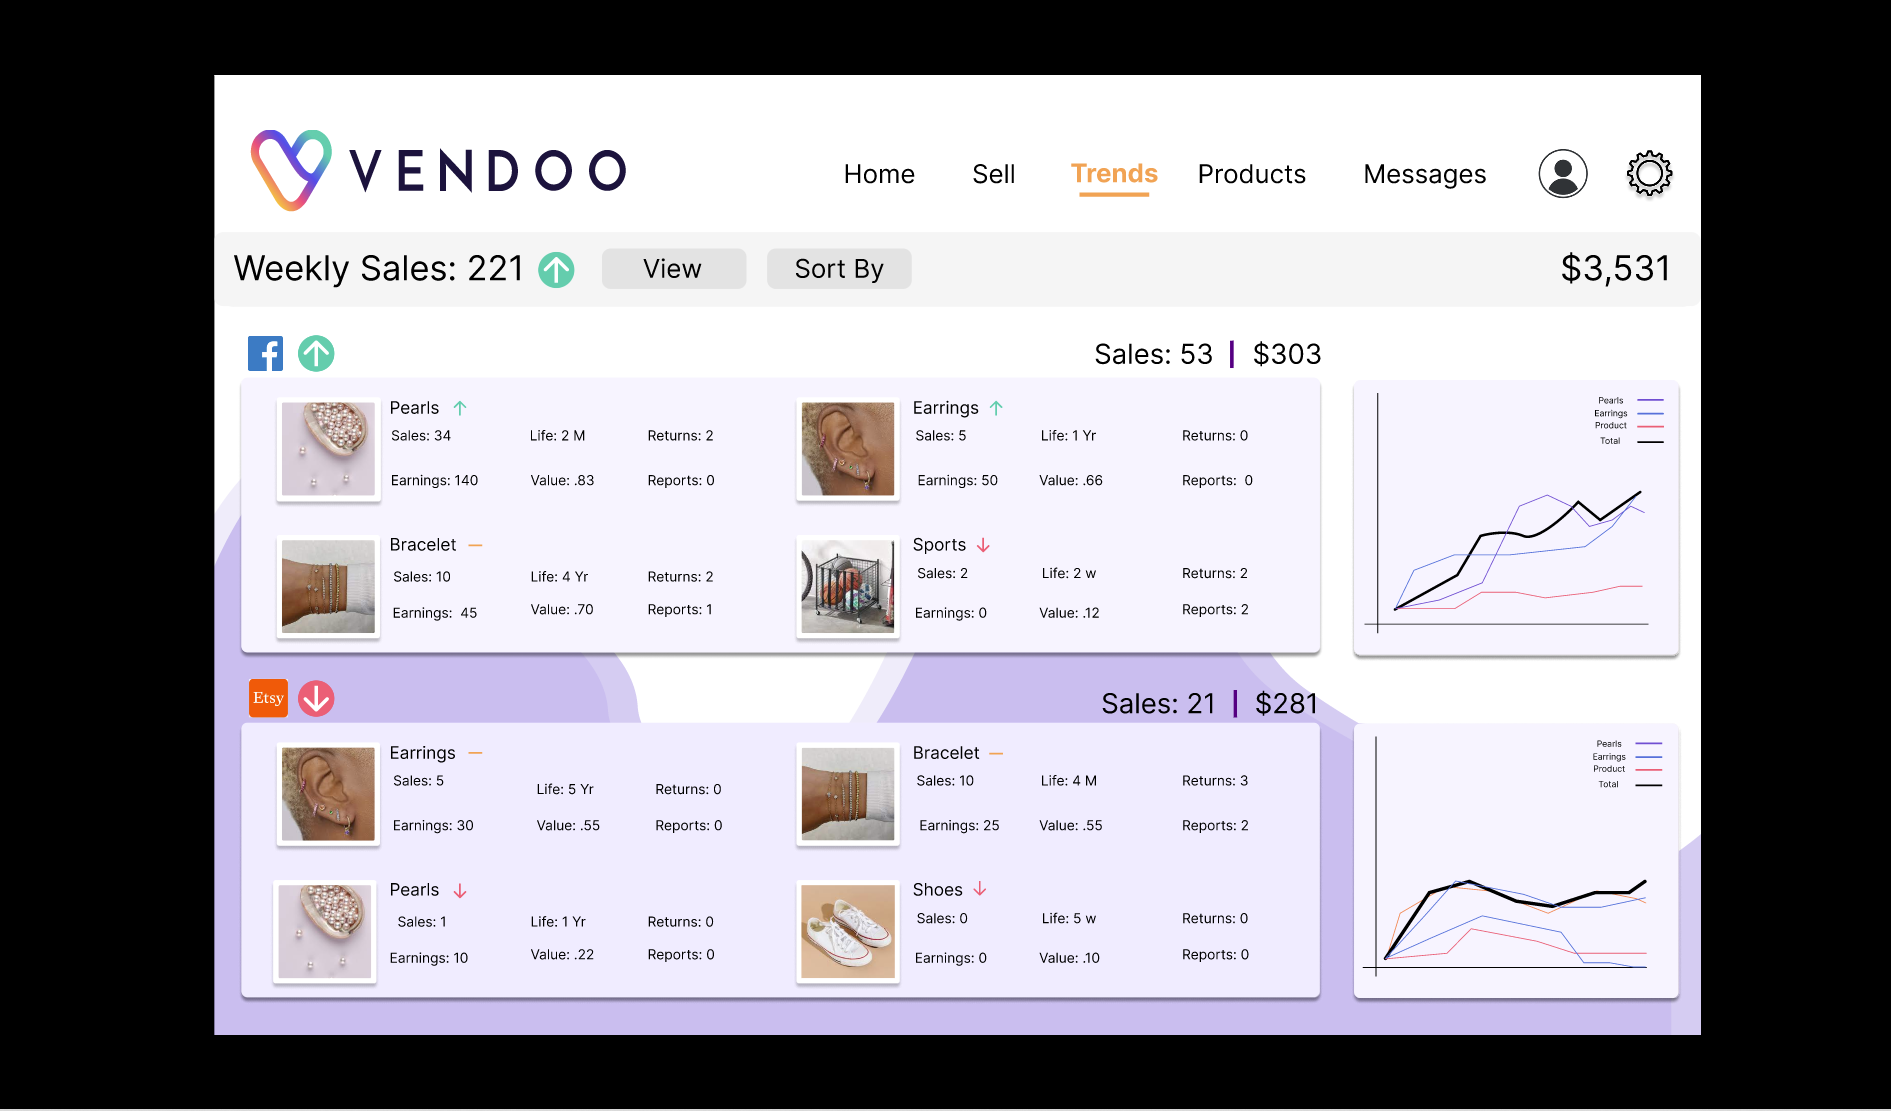 VENDOO
Home Sell Trends Products Messages
Weekly Sales: 221 View Sort By $3,531
Sales: 53 | $303
Pearls
Sales: 34 Life: 2 M Returns: 2
Earnings: 140 Value: .83 Reports: 0
Earrings
Sales: 5 Life: 1 Yr Returns: 0
Earnings: 50 Value: .66 Reports: 0
Bracelet
Sales: 10 Life: 4 Yr Returns: 2
Earnings: 45 Value: .70 Reports: 1
Sports
Sales: 2 Life: 2 w Returns: 2
Earnings: 0 Value: .12 Reports: 2
Pearls
Earrings
Product
Total
Etsy
Sales: 21 | $281
Earrings
Sales: 5 Life: 5 Yr Returns: 0
Earnings: 30 Value: .55 Reports: 0
Bracelet
Sales: 10 Life: 4 M Returns: 3
Earnings: 25 Value: .55 Reports: 2
Pearls
Sales: 1 Life: 1 Yr Returns: 0
Earnings: 10 Value: .22 Reports: 0
Shoes
Sales: 0 Life: 5 w Returns: 0
Earnings: 0 Value: .10 Reports: 0
Pearls
Earrings
Product
Total